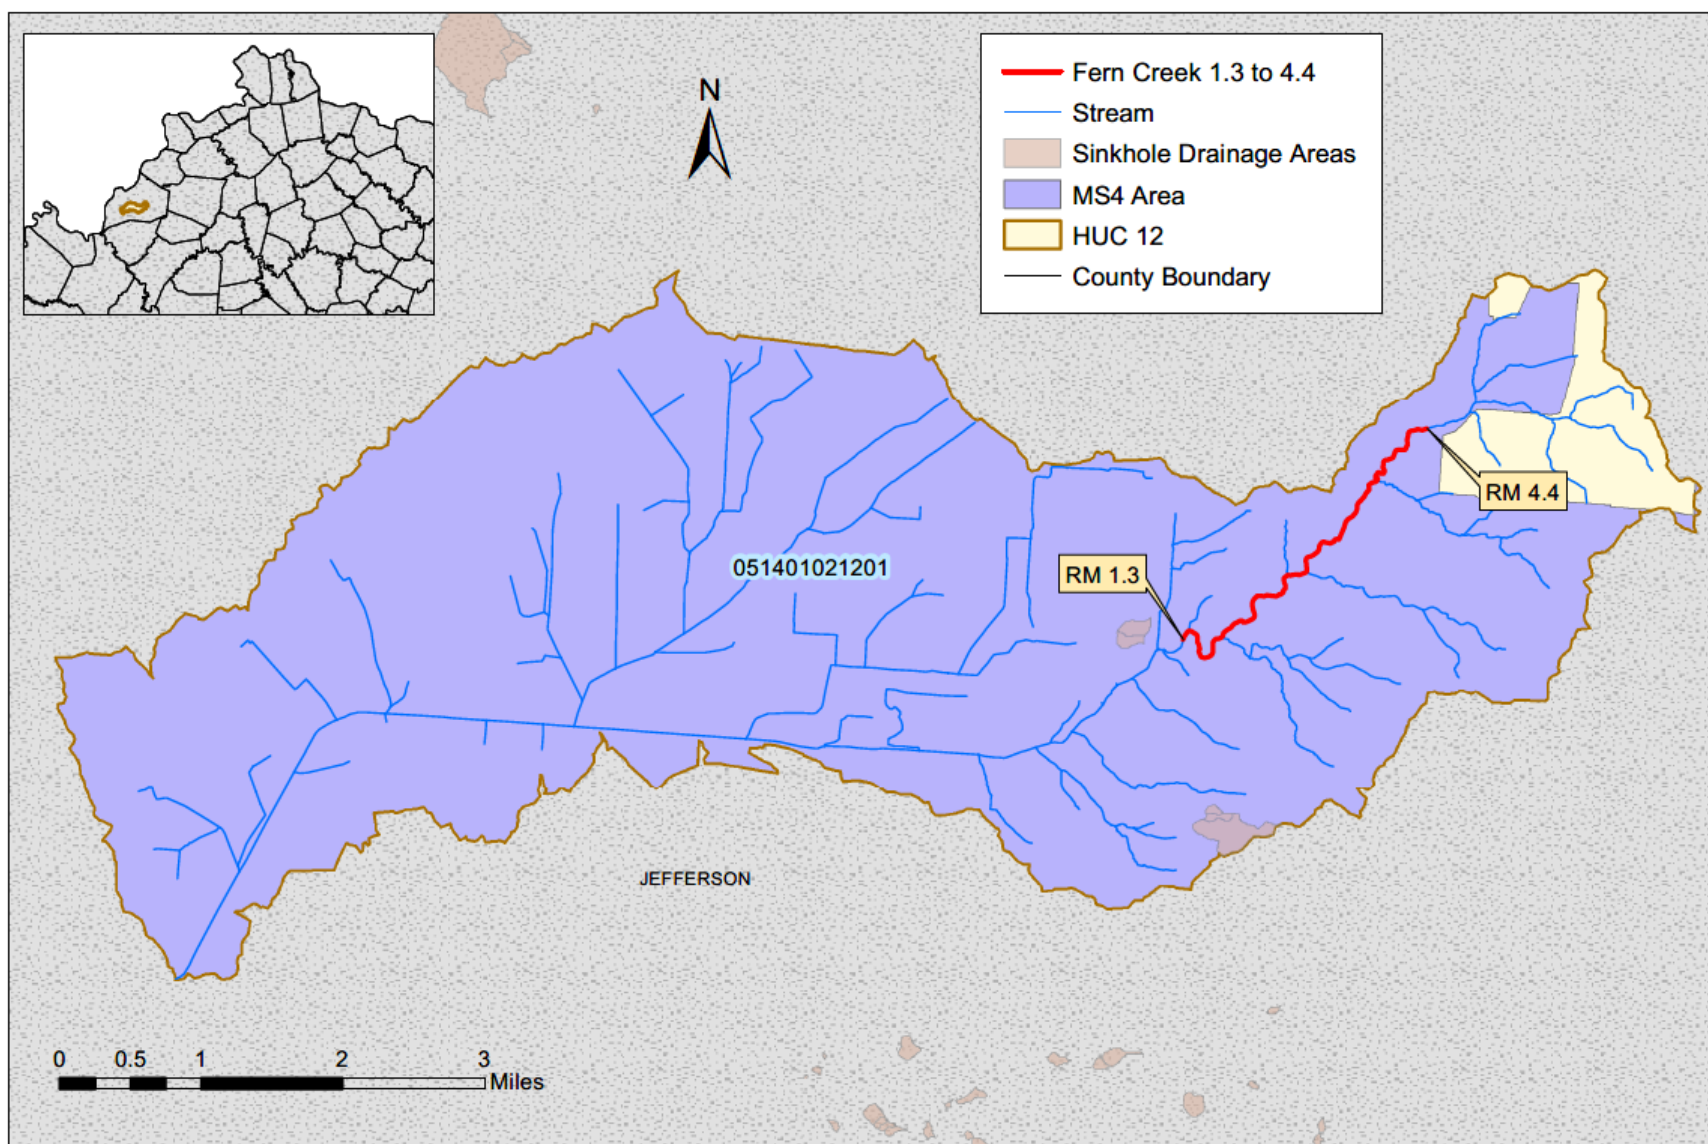 N
Fern Creek 1.3 to 4.4
Stream
Sinkhole Drainage Areas
MS4 Area
HUC 12
County Boundary
RM 4.4
051401021201
RM 1.3
JEFFERSON
0 0.5 1 2 3
Miles